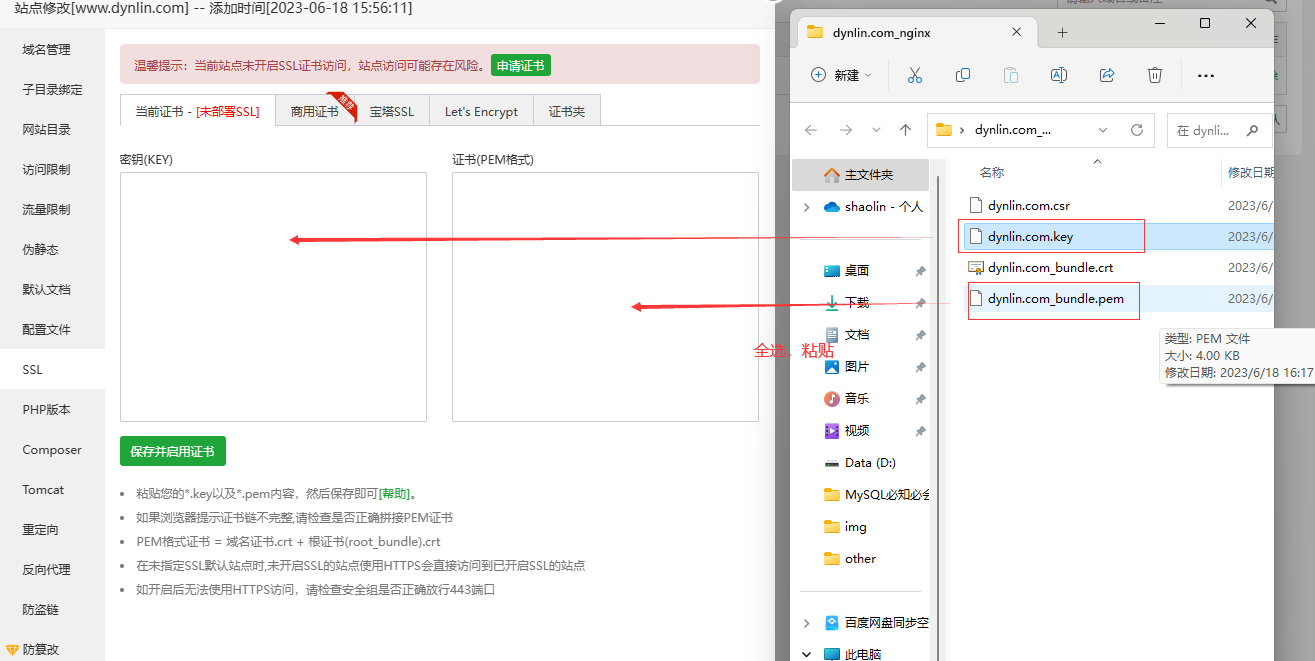 站点修改[www.dynlin.com] -- 添加时间[2023-06-18 15:56:11]
域名管理
子目录绑定
网站目录
访问限制
流量限制
伪静态
默认文档
配置文件
SSL
PHP版本
Composer
Tomcat
重定向
反向代理
防盗链
防篡改
温馨提示：当前站点未开启SSL证书访问，站点访问可能存在风险。 申请证书
当前证书 - [未部署SSL] 商用证书 推荐 宝塔SSL Let's Encrypt 证书夹
密钥(KEY) 证书(PEM格式)
全选，粘贴
保存并启用证书
粘贴您的*.key以及*.pem内容，然后保存即可[帮助]。
如果浏览器提示证书链不完整,请检查是否正确拼接PEM证书
PEM格式证书 = 域名证书.crt + 根证书(root_bundle).crt
在未指定SSL默认站点时,未开启SSL的站点使用HTTPS会直接访问到已开启SSL的站点
如开启后无法使用HTTPS访问，请检查安全组是否正确放行443端口
dynlin.com_nginx
新建
dynlin.com_...
在 dynli...
主文件夹
shaolin - 个人
桌面
下载
文档
图片
音乐
视频
Data (D:)
MySQL必知必会
img
other
百度网盘同步空
此电脑
名称 修改日期
dynlin.com.csr 2023/6/
dynlin.com.key 2023/6/
dynlin.com_bundle.crt 2023/6/
dynlin.com_bundle.pem 2023/6/
类型: PEM 文件
大小: 4.00 KB
修改日期: 2023/6/18 16:17